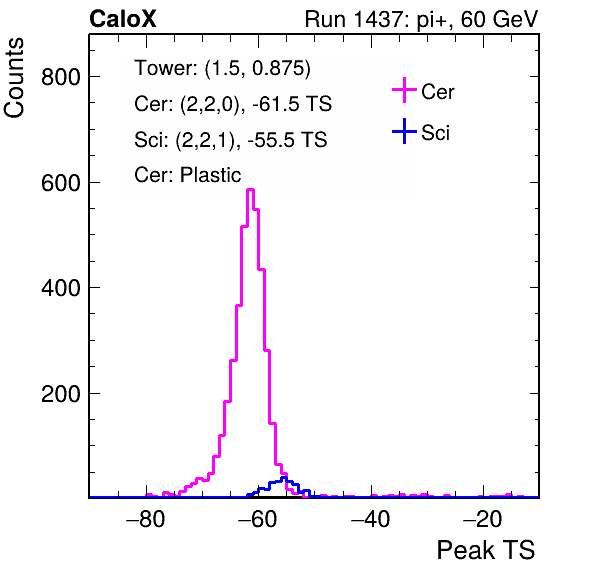 CaloX Run 1437: pi+, 60 GeV
Counts
Tower: (1.5, 0.875)
Cer: (2,2,0), -61.5 TS
Sci: (2,2,1), -55.5 TS
Cer: Plastic
Cer
Sci
800
600
400
200
−80 −60 −40 −20
Peak TS